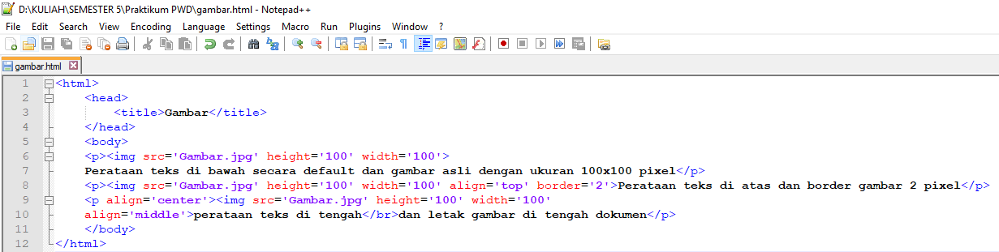 D:\KULIAH\SEMESTER 5\Praktikum PWD\gambar.html - Notepad++
File Edit Search View Encoding Language Settings Macro Run Plugins Window ?
gambar.html
1 <html>
2 <head>
3 <title>Gambar</title>
4 </head>
5 <body>
6 <p><img src='Gambar.jpg' height='100' width='100'>
7 Perataan teks di bawah secara default dan gambar asli dengan ukuran 100x100 pixel</p>
8 <p><img src='Gambar.jpg' height='100' width='100' align='top' border='2'>Perataan teks di atas dan border gambar 2 pixel</p>
9 <p align='center'><img src='Gambar.jpg' height='100' width='100'
10 align='middle'>perataan teks di tengah</br>dan letak gambar di tengah dokumen</p>
11 </body>
12 </html>